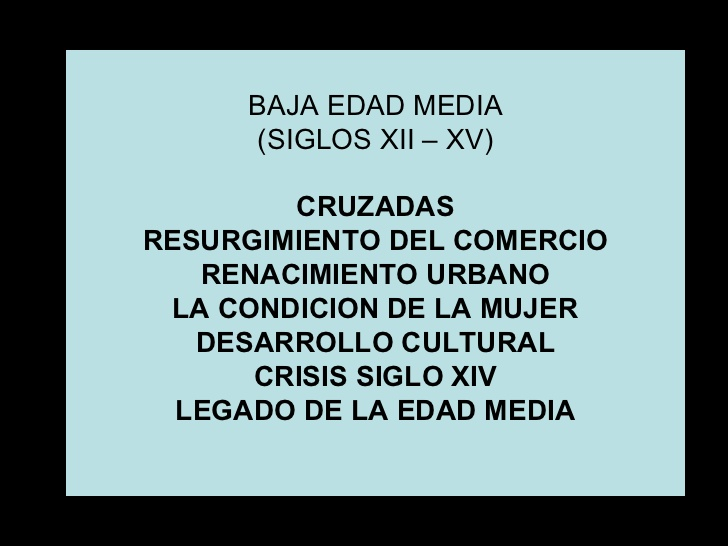 BAJA EDAD MEDIA
(SIGLOS XII – XV)
CRUZADAS
RESURGIMIENTO DEL COMERCIO
RENACIMIENTO URBANO
LA CONDICION DE LA MUJER
DESARROLLO CULTURAL
CRISIS SIGLO XIV
LEGADO DE LA EDAD MEDIA